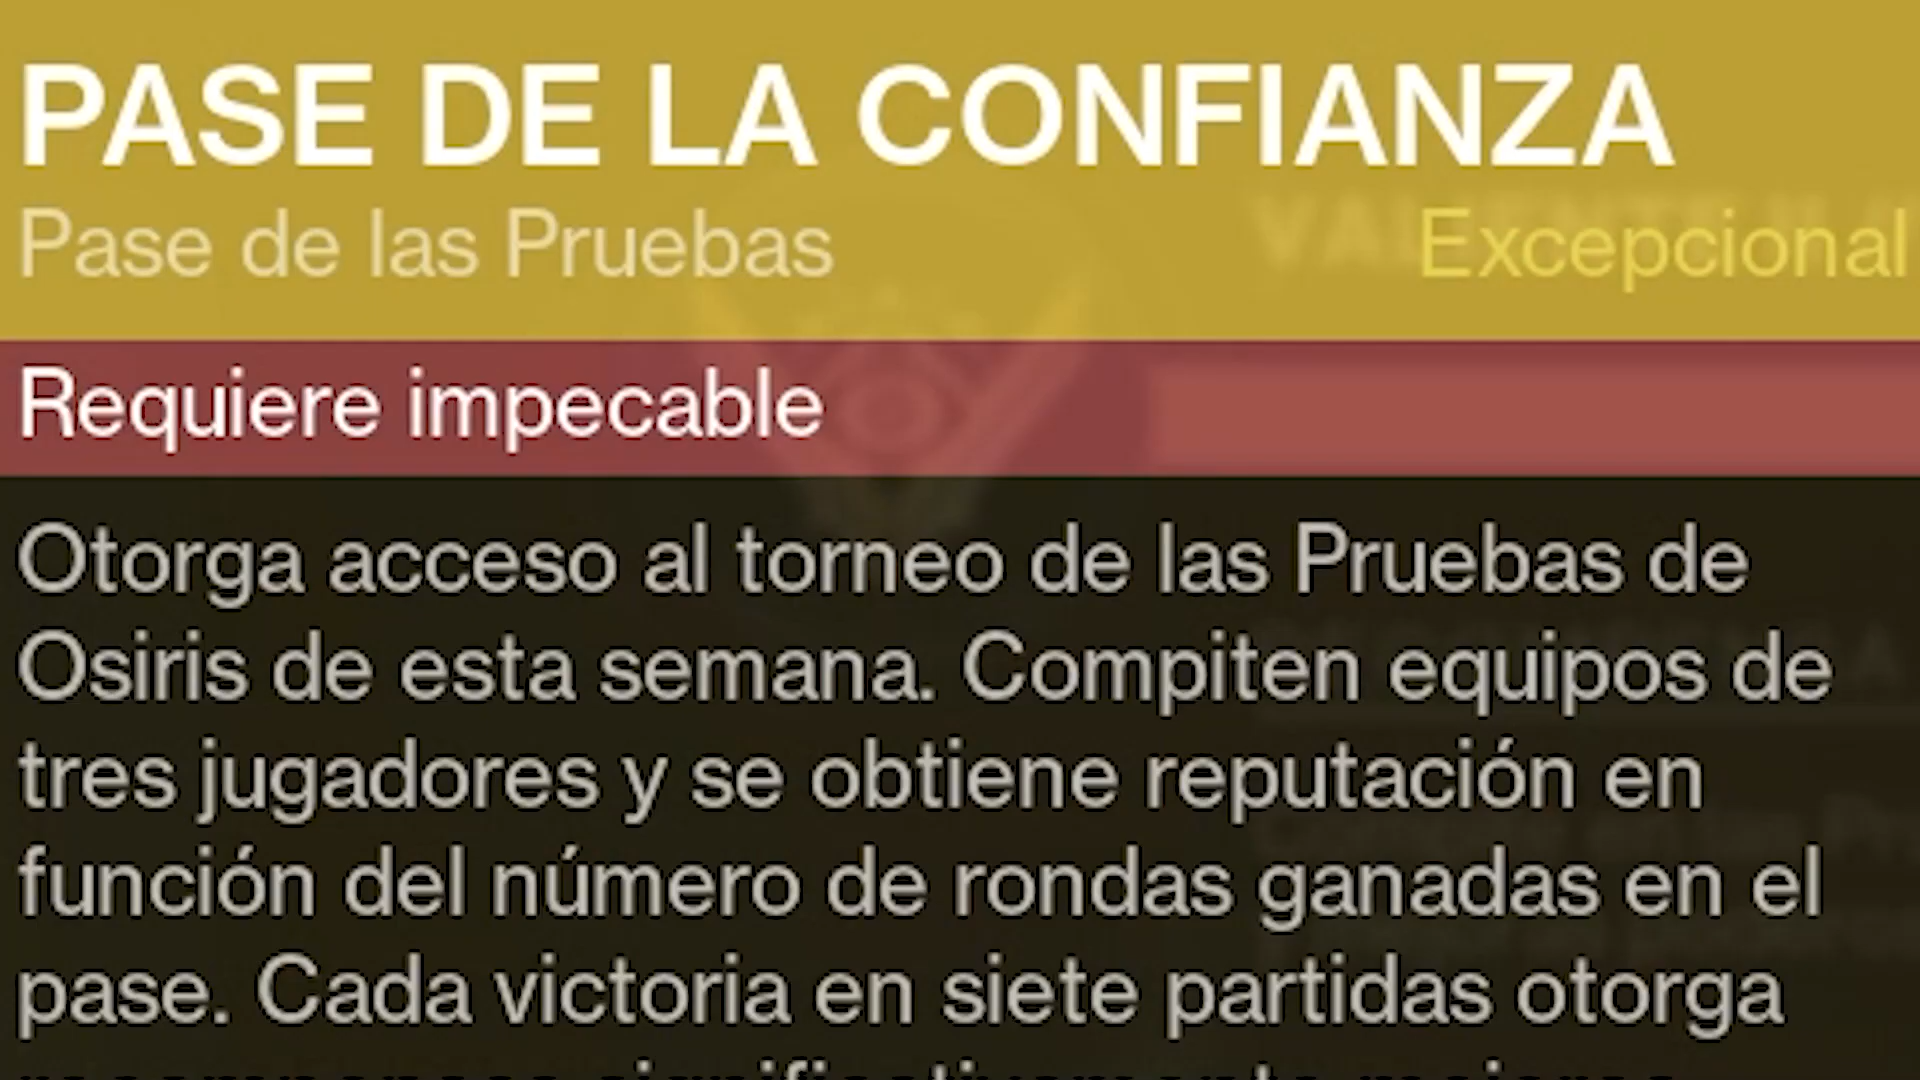 PASE DE LA CONFIANZA
Pase de las Pruebas Excepcional
Requiere impecable
Otorga acceso al torneo de las Pruebas de
Osiris de esta semana. Compiten equipos de
tres jugadores y se obtiene reputación en
función del número de rondas ganadas en el
pase. Cada victoria en siete partidas otorga